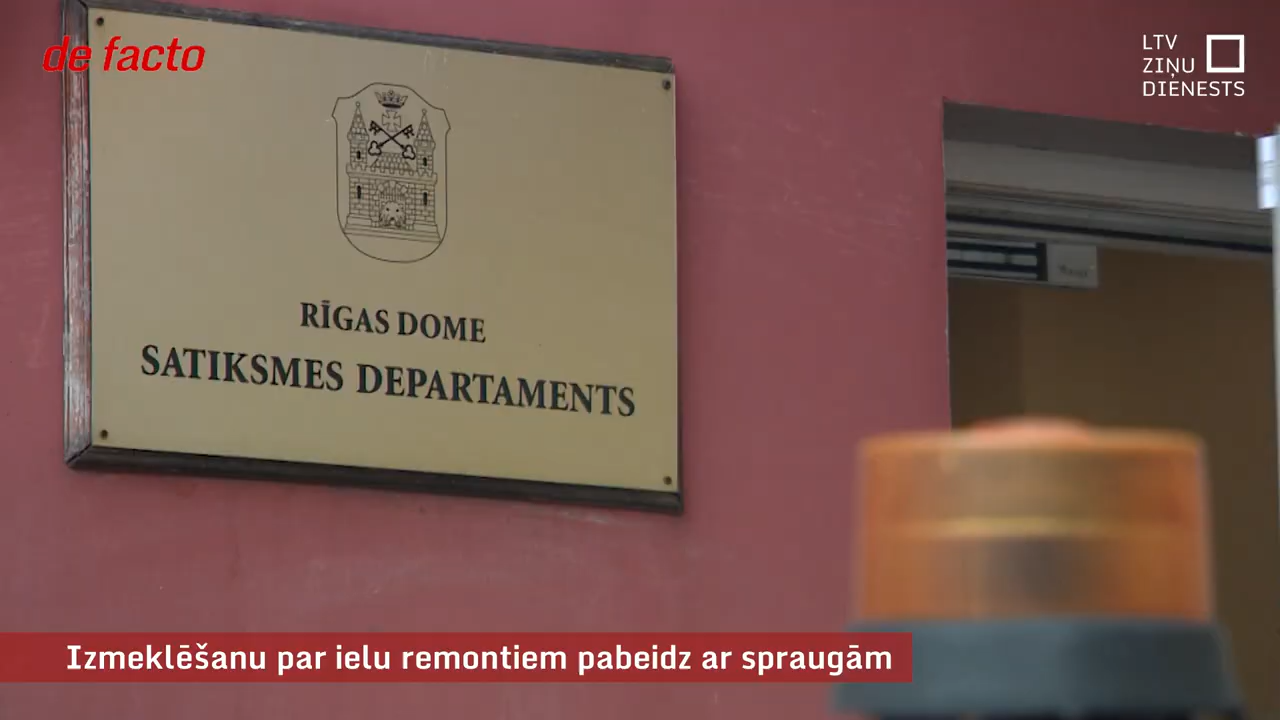 de facto
LTV
ZIŅU
DIENESTS
RĪGAS DOME
SATIKSMES DEPARTAMENTS
Izmeklēšanu par ielu remontiem pabeidz ar spraugām